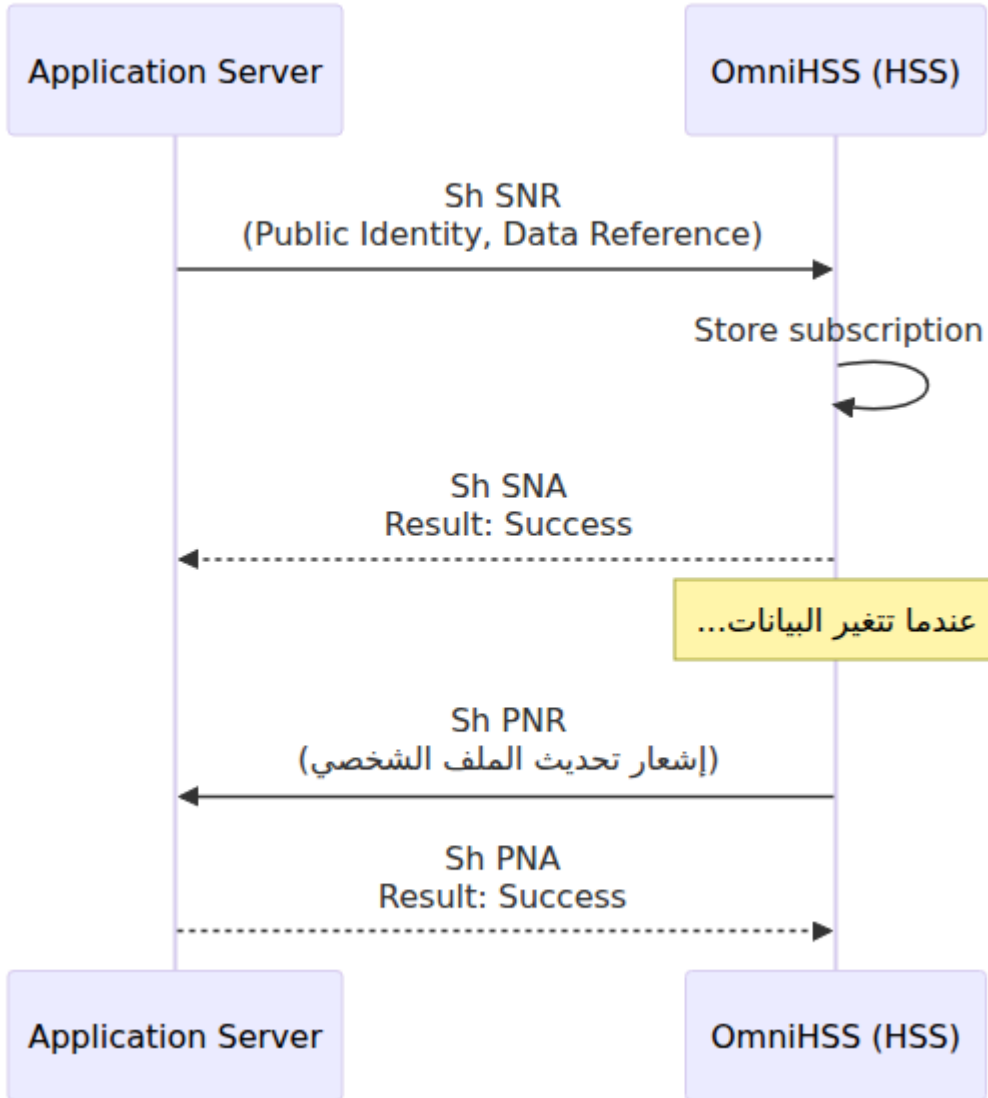 Application Server
OmniHSS (HSS)
Sh SNR
(Public Identity, Data Reference)
Store subscription
Sh SNA
Result: Success
عندما تتغير البيانات...
Sh PNR
(إشعار تحديث الملف الشخصي)
Sh PNA
Result: Success
Application Server
OmniHSS (HSS)